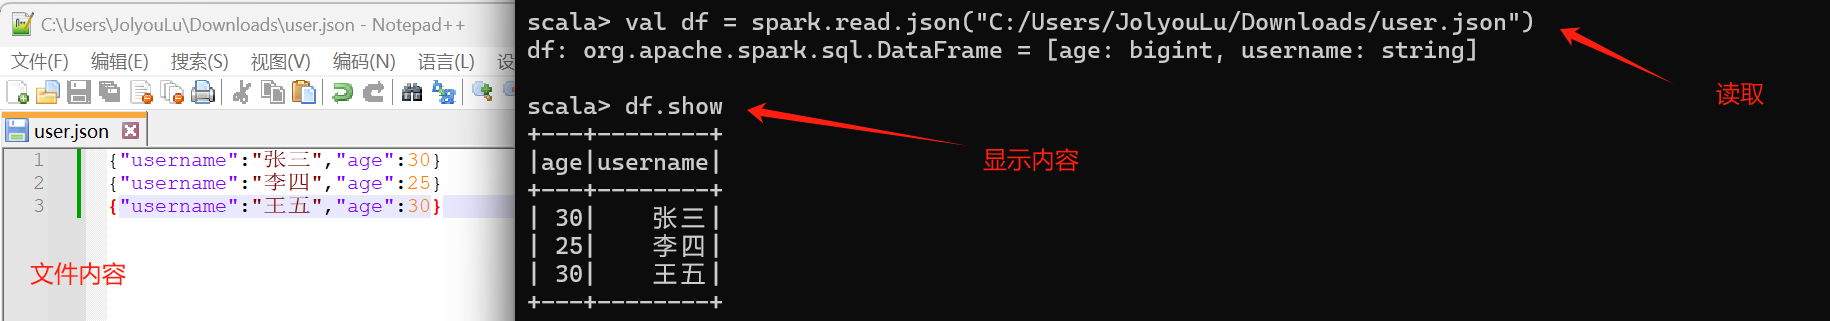 C:\Users\JolyouLu\Downloads\user.json - Notepad++
文件(F) 编辑(E) 搜索(S) 视图(V) 编码(N) 语言(L) 设
user.json
1 {"username":"张三","age":30}
2 {"username":"李四","age":25}
3 {"username":"王五","age":30}
文件内容
scala> val df = spark.read.json("C:/Users/JolyouLu/Downloads/user.json")
df: org.apache.spark.sql.DataFrame = [age: bigint, username: string]
读取
scala> df.show
显示内容
+---+--------+
|age|username|
+---+--------+
| 30|    张三|
| 25|    李四|
| 30|    王五|
+---+--------+